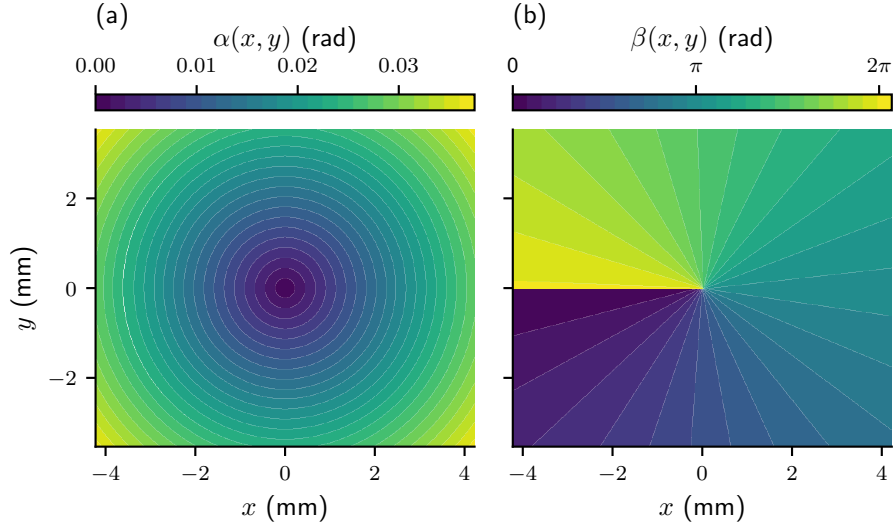 (a)
α(x, y) (rad)
0.00 0.01 0.02 0.03
2
0
−2
y (mm)
−4 −2 0 2 4
x (mm)
(b)
β(x, y) (rad)
0 π 2π
−4 −2 0 2 4
x (mm)